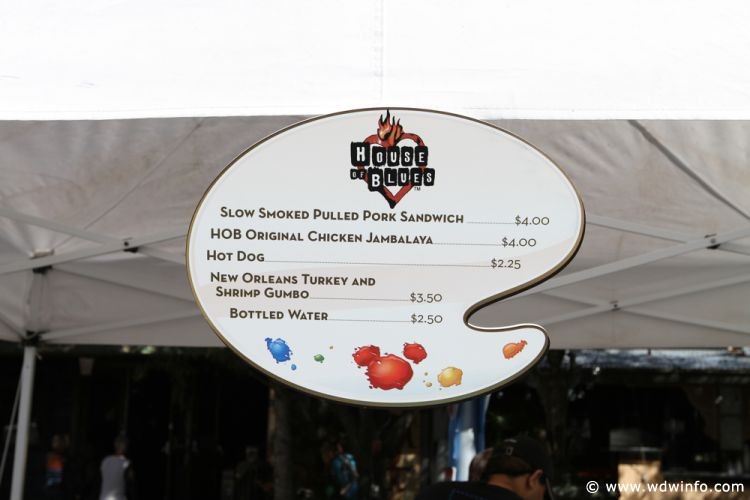 HOUSE
OF BLUES™
SLOW SMOKED PULLED PORK SANDWICH $4.00
HOB ORIGINAL CHICKEN JAMBALAYA $4.00
HOT DOG $2.25
NEW ORLEANS TURKEY AND
SHRIMP GUMBO $3.50
BOTTLED WATER $2.50
© www.wdwinfo.com